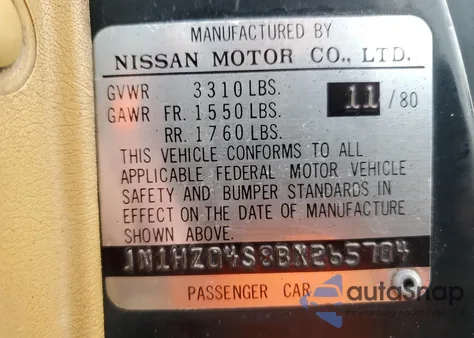 MANUFACTURED BY
NISSAN MOTOR CO., LTD.
GVWR 3310 LBS.
11 / 80
GAWR FR. 1550 LBS.
RR. 1760 LBS.
THIS VEHICLE CONFORMS TO ALL
APPLICABLE FEDERAL MOTOR VEHICLE
SAFETY AND BUMPER STANDARDS IN
EFFECT ON THE DATE OF MANUFACTURE
SHOWN ABOVE.
JN1HZ04S8BX265704
PASSENGER CAR
autoSnap